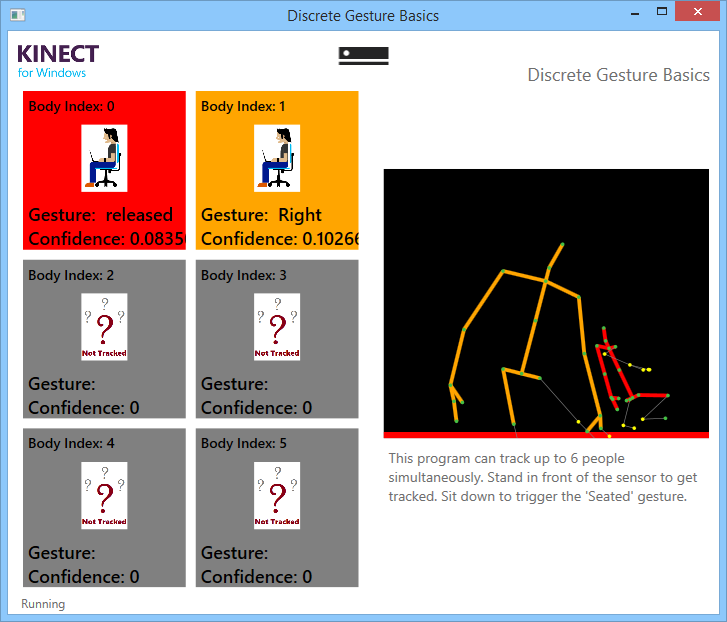 Discrete Gesture Basics
KINECT
for Windows
Discrete Gesture Basics
Body Index: 0
Gesture: released
Confidence: 0.0835
Body Index: 1
Gesture: Right
Confidence: 0.10266
Body Index: 2
? ? ?
Not Tracked
Gesture:
Confidence: 0
Body Index: 3
? ? ?
Not Tracked
Gesture:
Confidence: 0
Body Index: 4
? ? ?
Not Tracked
Gesture:
Confidence: 0
Body Index: 5
? ? ?
Not Tracked
Gesture:
Confidence: 0
This program can track up to 6 people
simultaneously. Stand in front of the sensor to get
tracked. Sit down to trigger the 'Seated' gesture.
Running